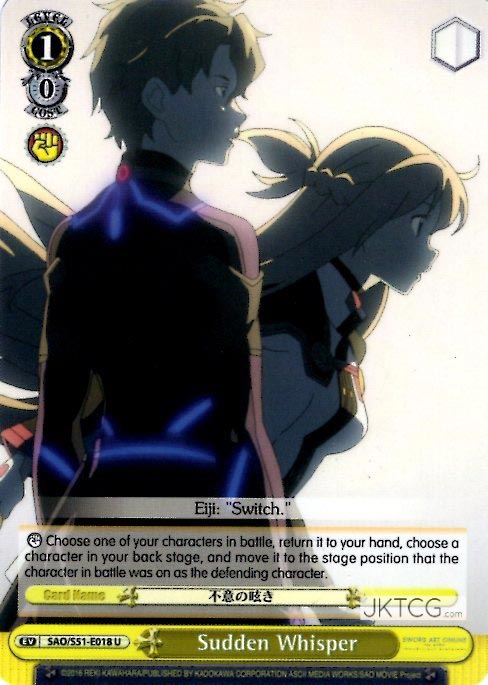 LEVEL
1
0
COST
Eiji: "Switch."
Choose one of your characters in battle, return it to your hand, choose a
character in your back stage, and move it to the stage position that the
character in battle was on as the defending character.
Card Name 不意の呟き
JKTCG.com
EV SAO/S51-E018 U Sudden Whisper
SWORD ART ONLINE
©2016 REKI KAWAHARA/PUBLISHED BY KADOKAWA CORPORATION ASCII MEDIA WORKS/SAO MOVIE Project